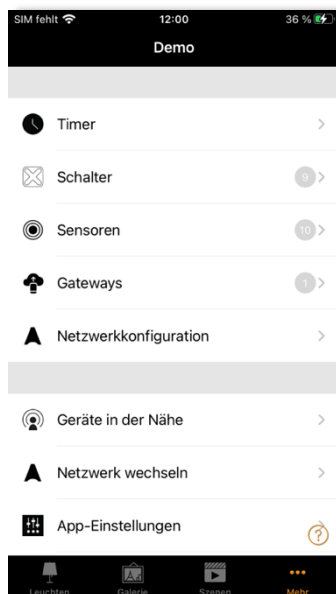 SIM fehlt 12:00 36 %
Demo
Timer
Schalter 9
Sensoren 10
Gateways 1
Netzwerkkonfiguration
Geräte in der Nähe
Netzwerk wechseln
App-Einstellungen
?
Leuchten Galerie Szenen Mehr